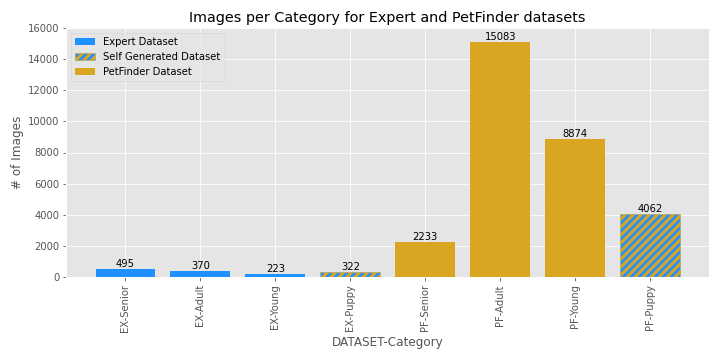 Images per Category for Expert and PetFinder datasets
Expert Dataset
Self Generated Dataset
PetFinder Dataset
# of Images
16000
14000
12000
10000
8000
6000
4000
2000
0
495
370
223
322
2233
15083
8874
4062
EX-Senior
EX-Adult
EX-Young
EX-Puppy
PF-Senior
PF-Adult
PF-Young
PF-Puppy
DATASET-Category